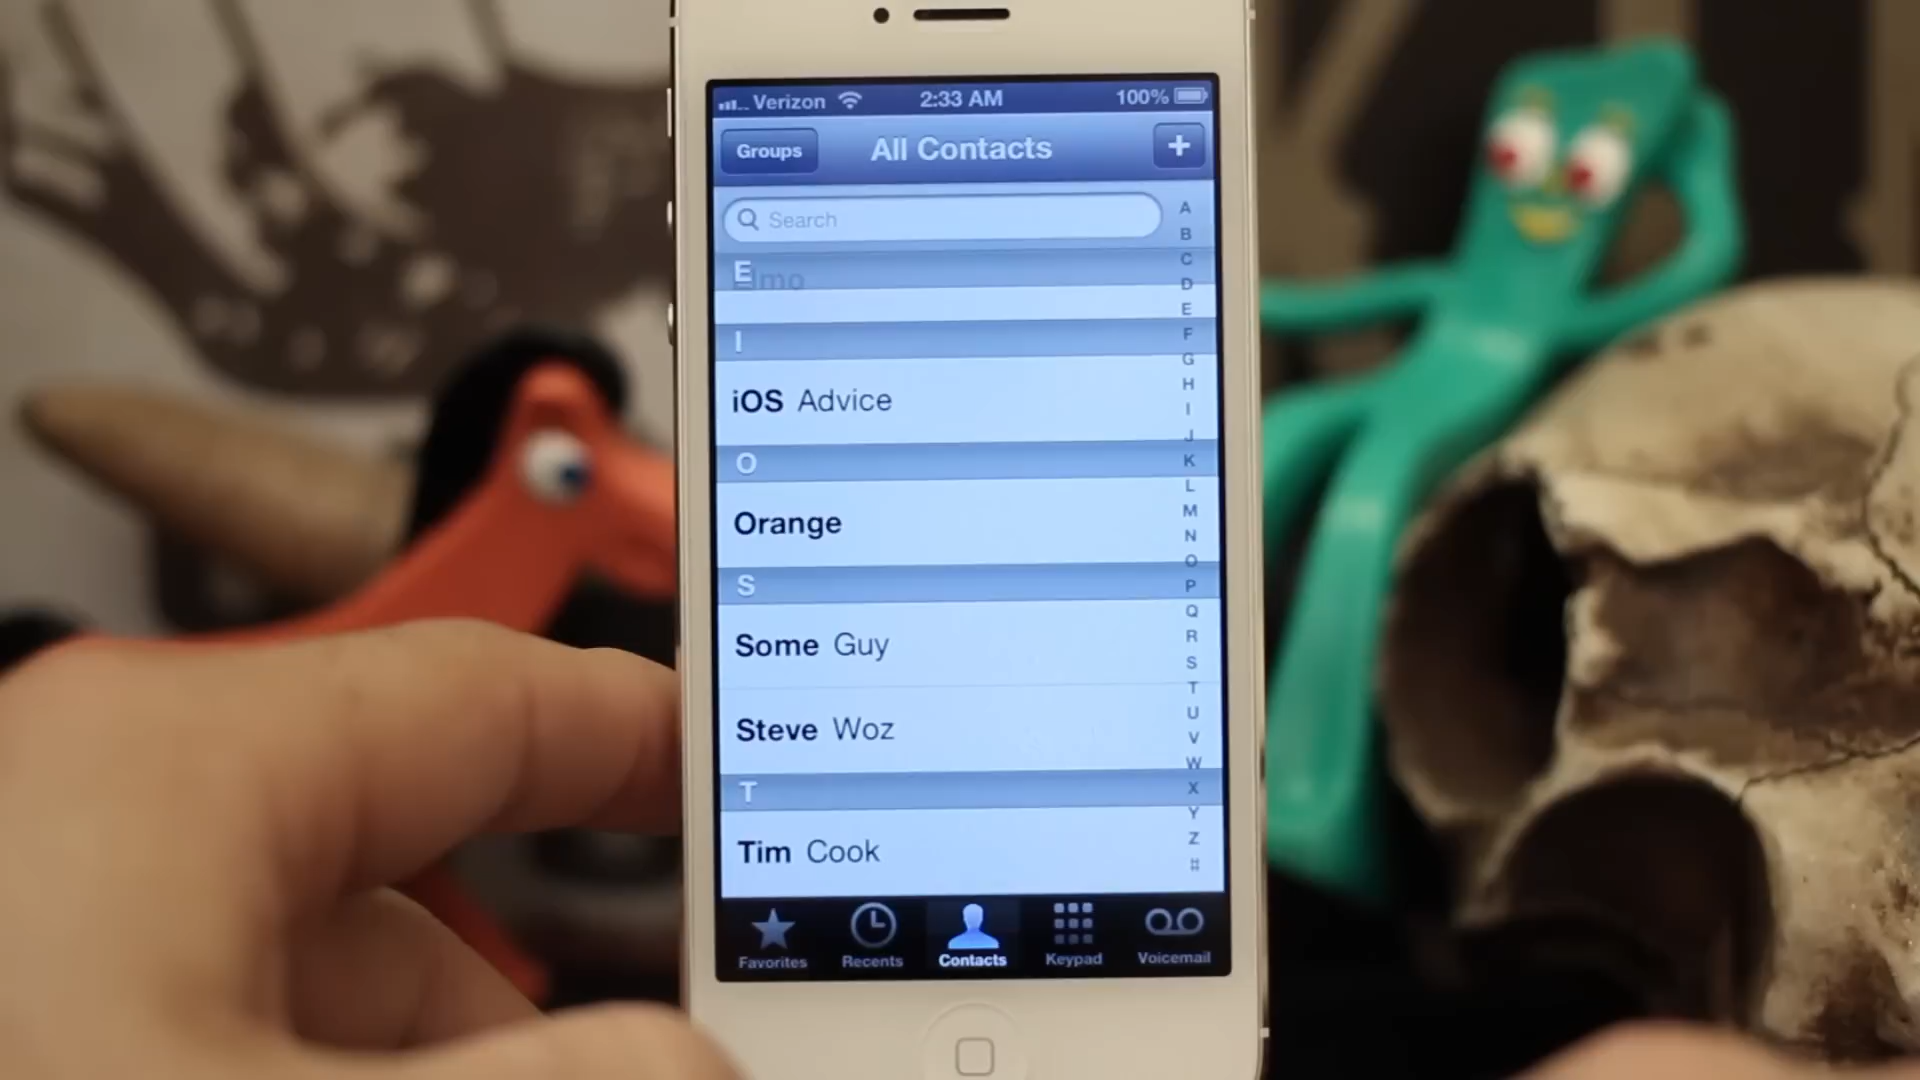 Verizon 2:33 AM 100%
Groups All Contacts +
Search
E
Elmo
I
iOS Advice
O
Orange
S
Some Guy
Steve Woz
T
Tim Cook
A
B
C
D
E
F
G
H
I
J
K
L
M
N
O
P
Q
R
S
T
U
V
W
X
Y
Z
#
Favorites Recents Contacts Keypad Voicemail